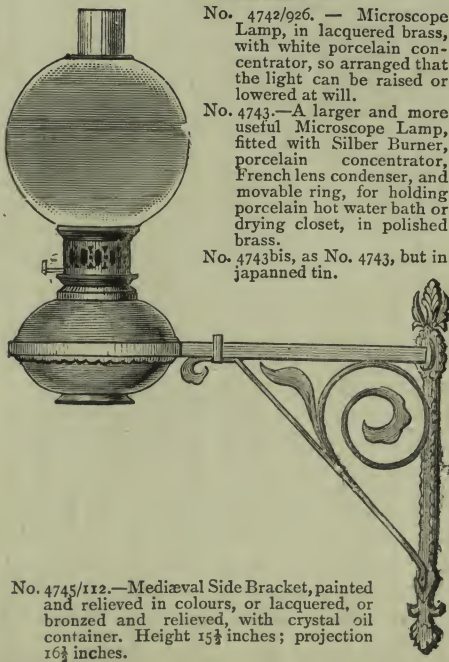 No. 4742/926. — Microscope
Lamp, in lacquered brass,
with white porcelain con-
centrator, so arranged that
the light can be raised or
lowered at will.
No. 4743.—A larger and more
useful Microscope Lamp,
fitted with Silber Burner,
porcelain concentrator,
French lens condenser, and
movable ring, for holding
porcelain hot water bath or
drying closet, in polished
brass.
No. 4743bis, as No. 4743, but in
japanned tin.
No. 4745/112.—Mediæval Side Bracket, painted
and relieved in colours, or lacquered, or
bronzed and relieved, with crystal oil
container. Height 15½ inches; projection
16½ inches.